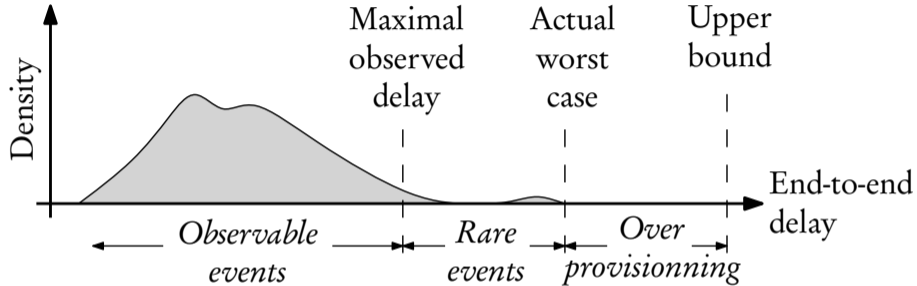 Maximal
observed
delay
Actual
worst
case
Upper
bound
Density
End-to-end
delay
Observable
events
Rare
events
Over
provisionning